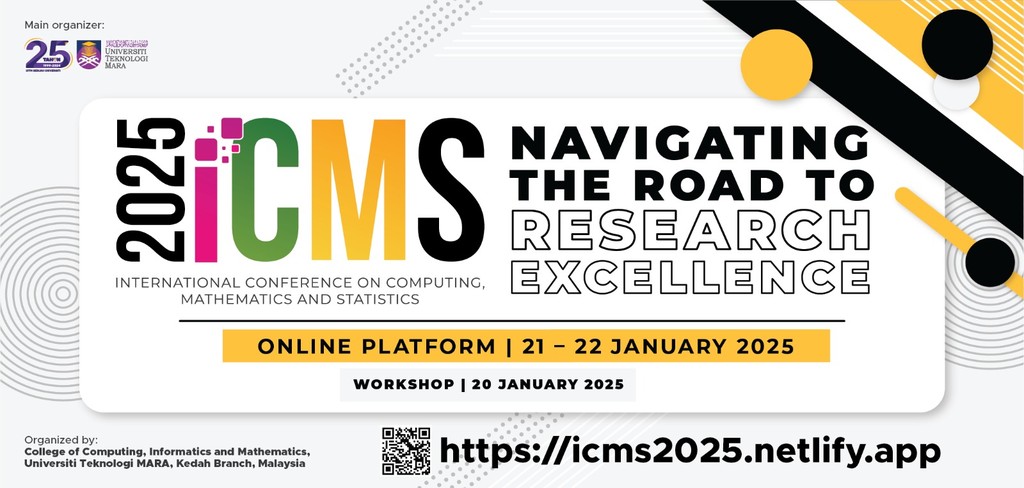 Main organizer:
25
TAHUN
UNIVERSITI
TEKNOLOGI
MARA
2025
iCMS
INTERNATIONAL CONFERENCE ON COMPUTING,
MATHEMATICS AND STATISTICS
NAVIGATING
THE ROAD TO
RESEARCH
EXCELLENCE
ONLINE PLATFORM | 21 – 22 JANUARY 2025
WORKSHOP | 20 JANUARY 2025
Organized by:
College of Computing, Informatics and Mathematics,
Universiti Teknologi MARA, Kedah Branch, Malaysia
https://icms2025.netlify.app